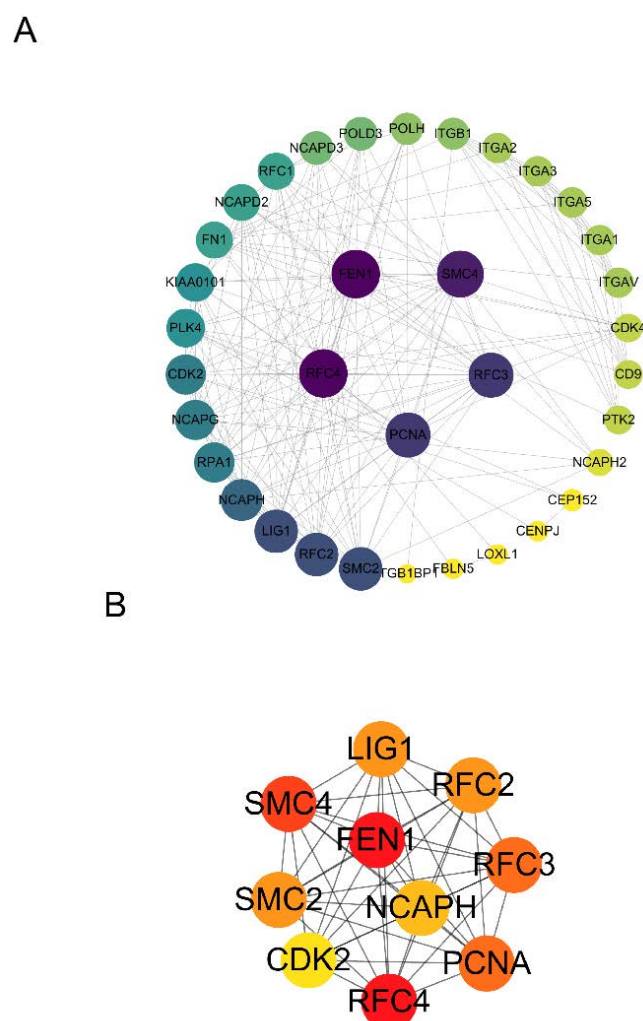 A
POLH
POLD3
ITGB1
NCAPD3
ITGA2
RFC1
ITGA3
NCAPD2
ITGA5
FN1
ITGA1
FEN1
SMC4
KIAA0101
ITGAV
PLK4
CDK4
CDK2
RFC4
RFC3
CD9
NCAPG
PTK2
PCNA
RPA1
NCAPH2
NCAPH
CEP152
LIG1
CENPJ
RFC2
LOXL1
SMC2
TGB1BP1
FBLN5
B
LIG1
RFC2
SMC4
FEN1
RFC3
SMC2
NCAPH
CDK2
PCNA
RFC4